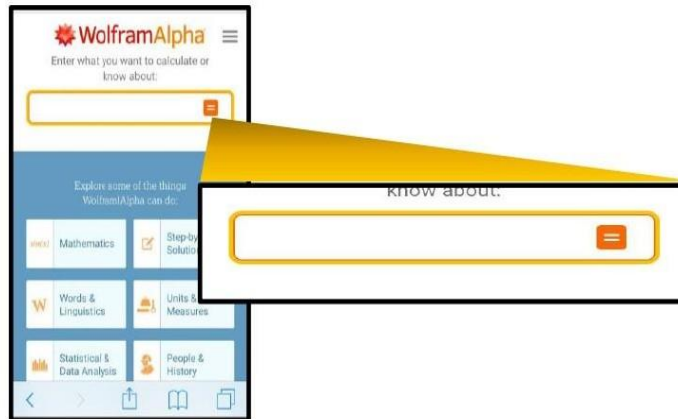 WolframAlpha
Enter what you want to calculate or
know about:
=
Explore some of the things
WolframAlpha can do:
Mathematics
Step-by
Solution
Words &
Linguistics
W
Units &
Measures
Statistical &
Data Analysis
People &
History
know about:
=